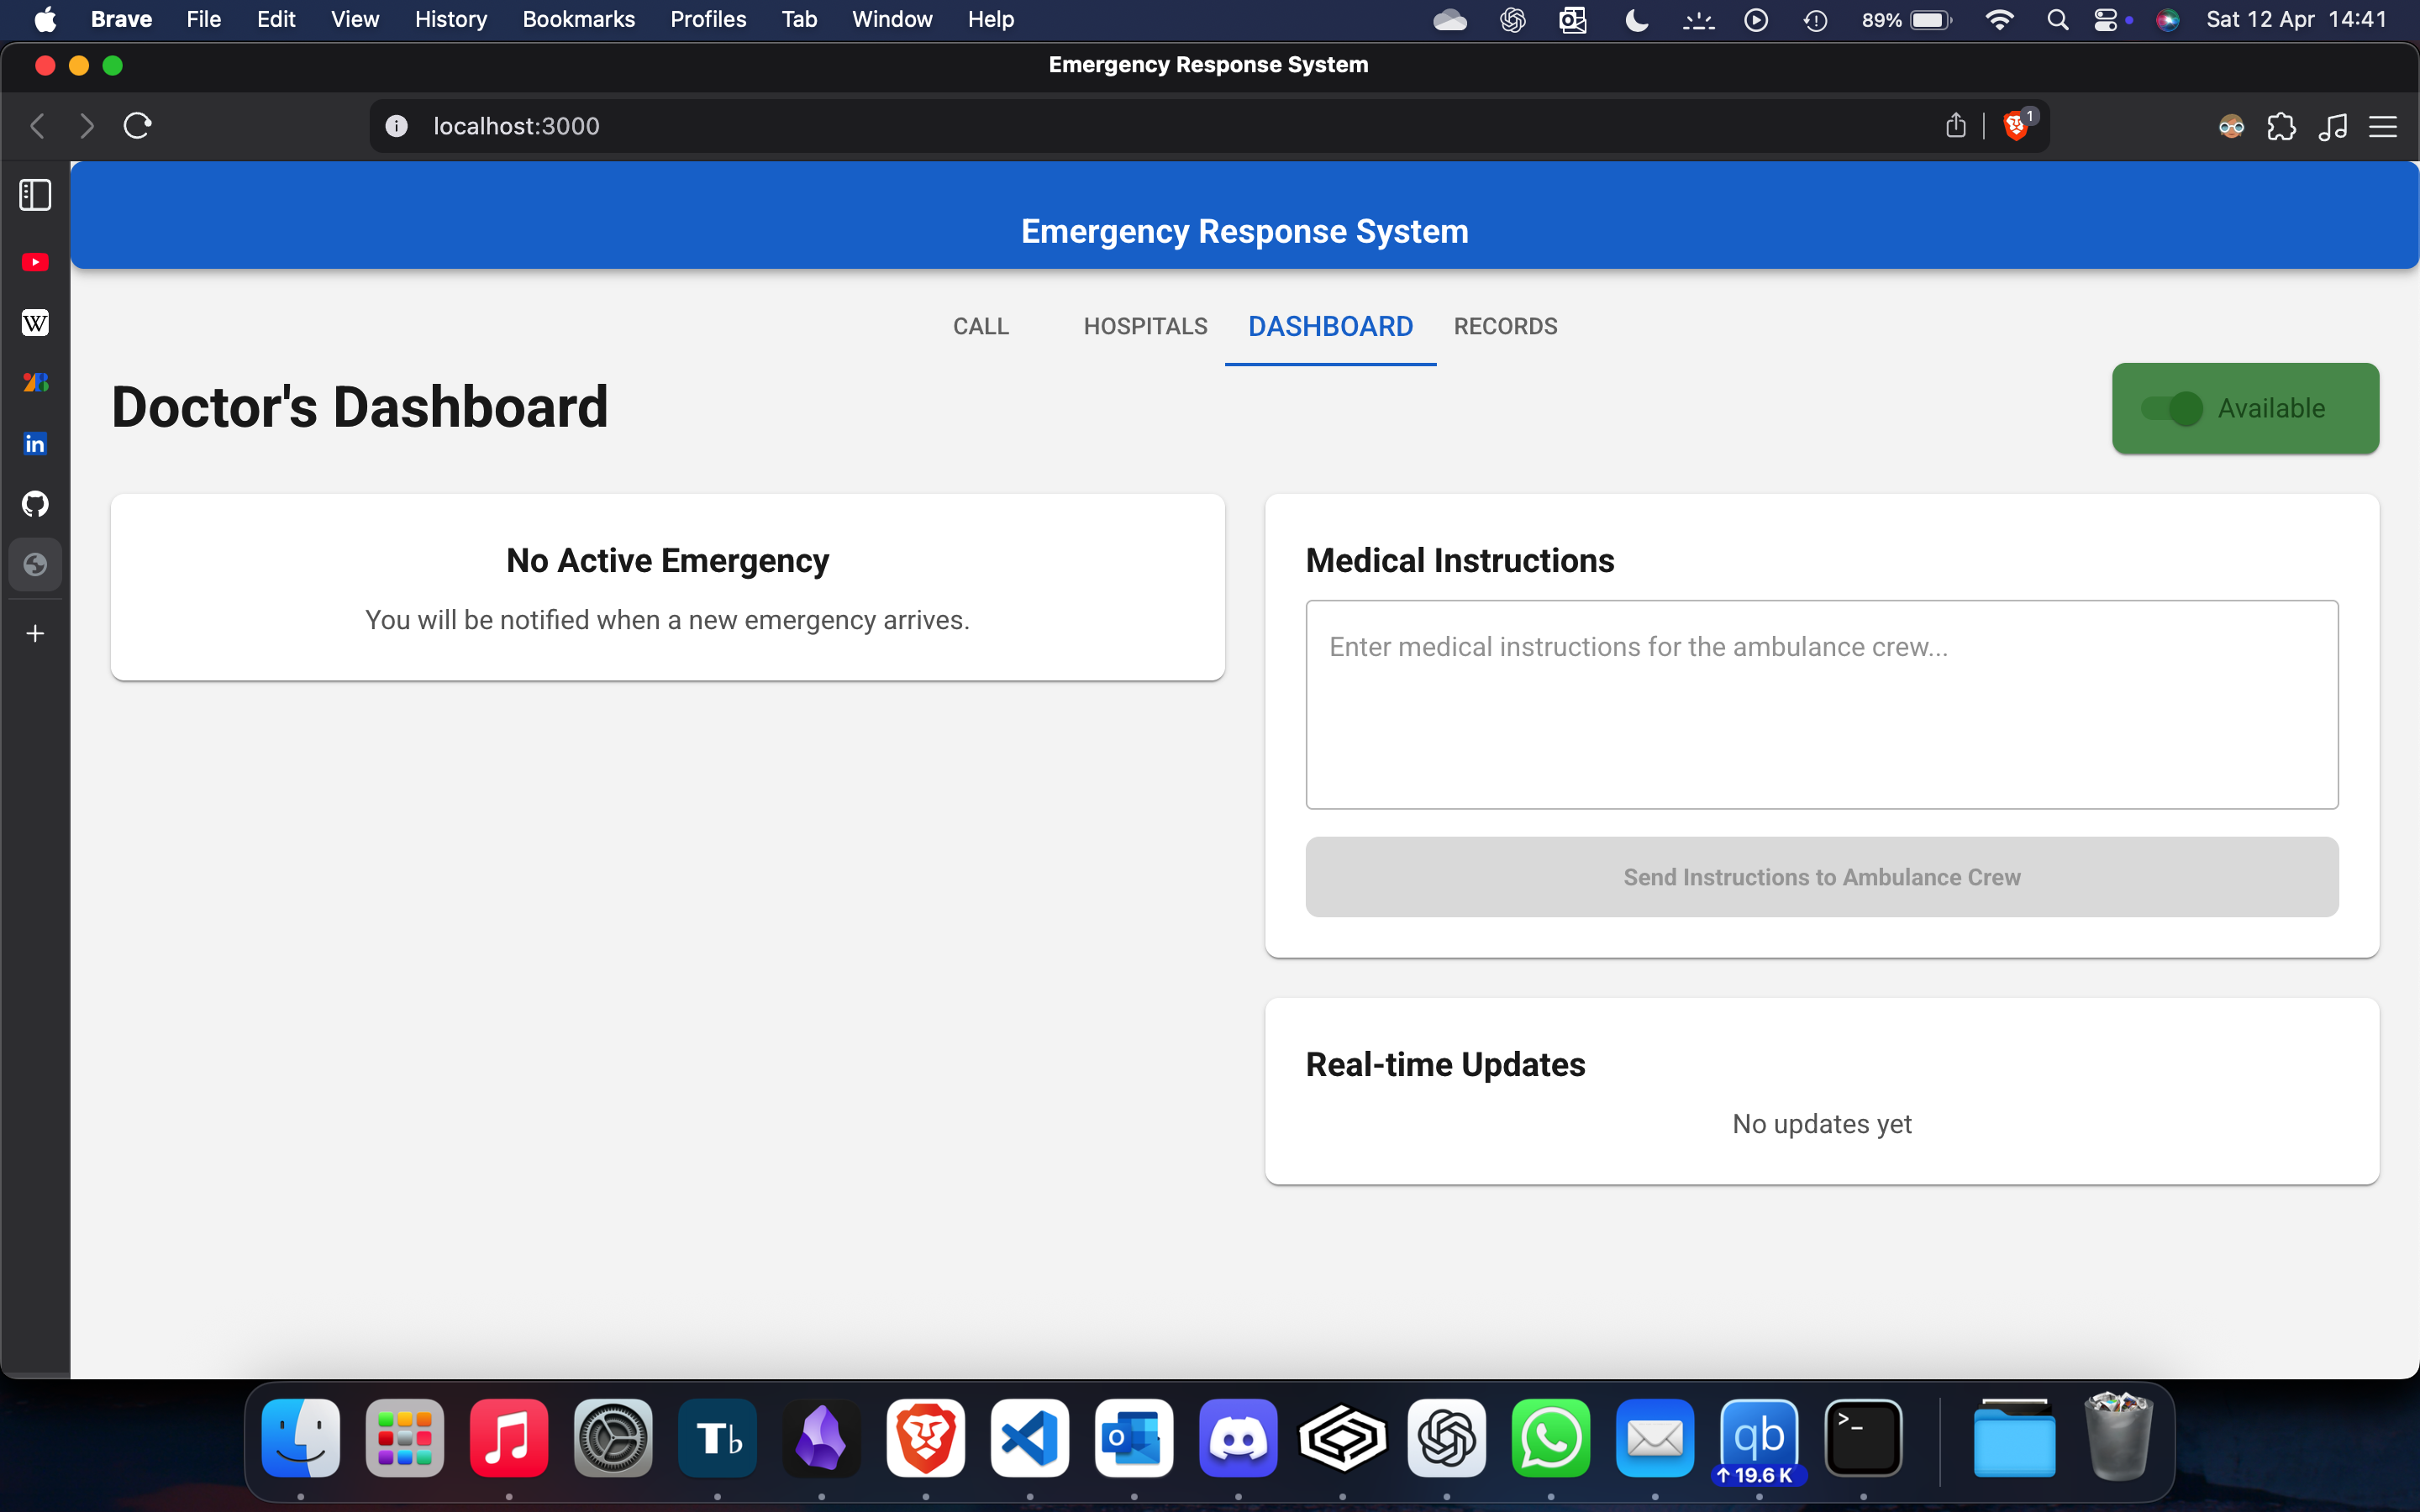 Brave File Edit View History Bookmarks Profiles Tab Window Help 89% Sat 12 Apr 14:41
Emergency Response System
localhost:3000
1
Emergency Response System
CALL HOSPITALS DASHBOARD RECORDS
Doctor's Dashboard
Available
No Active Emergency
You will be notified when a new emergency arrives.
Medical Instructions
Enter medical instructions for the ambulance crew...
Send Instructions to Ambulance Crew
Real-time Updates
No updates yet
W
in
Tb
O
qb
19.6 K
>_